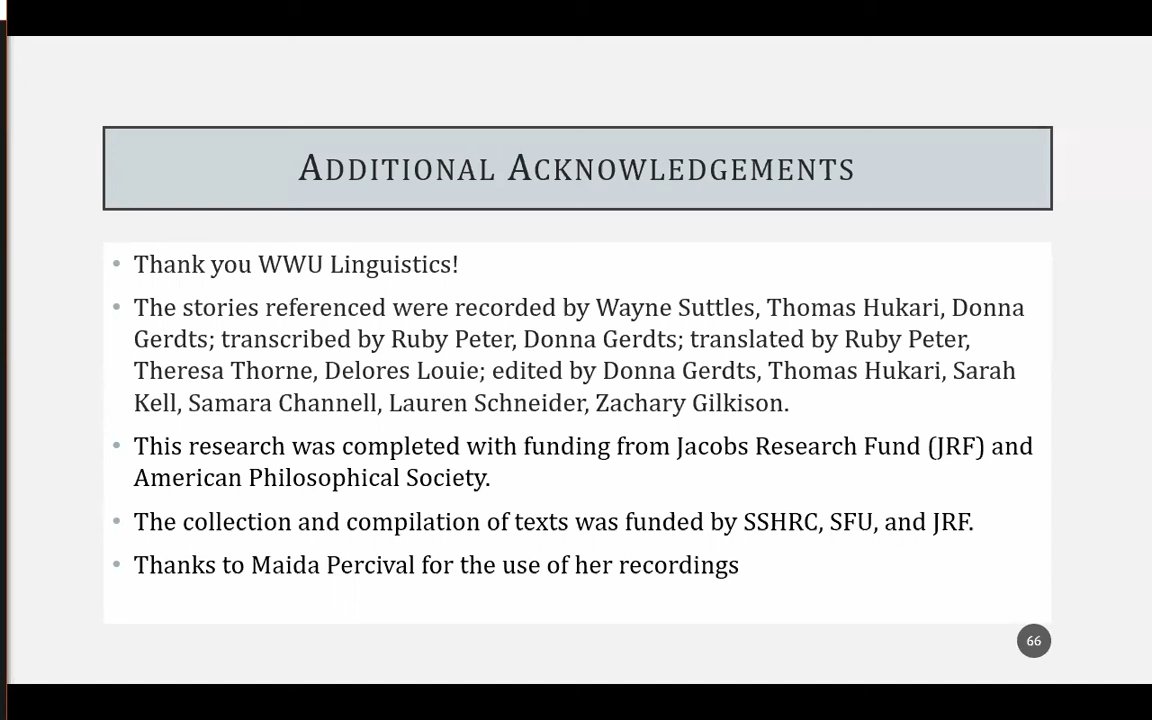 ADDITIONAL ACKNOWLEDGEMENTS
• Thank you WWU Linguistics!
• The stories referenced were recorded by Wayne Suttles, Thomas Hukari, Donna
Gerdts; transcribed by Ruby Peter, Donna Gerdts; translated by Ruby Peter,
Theresa Thorne, Delores Louie; edited by Donna Gerdts, Thomas Hukari, Sarah
Kell, Samara Channell, Lauren Schneider, Zachary Gilkison.
• This research was completed with funding from Jacobs Research Fund (JRF) and
American Philosophical Society.
• The collection and compilation of texts was funded by SSHRC, SFU, and JRF.
• Thanks to Maida Percival for the use of her recordings
66